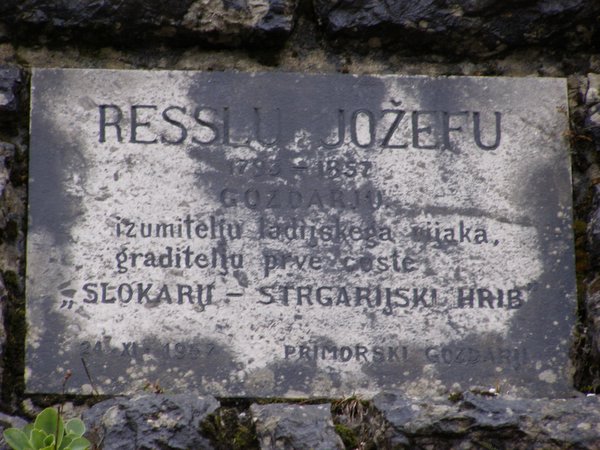 RESSLU JOŽEFU
1793 - 1857
GOZDARJU
izumitelju ladijskega vijaka,
graditelju prve ceste
„SLOKARJI - STRGARIJSKI HRIB"
24·XI·1957 PRIMORSKI GOZDARJI